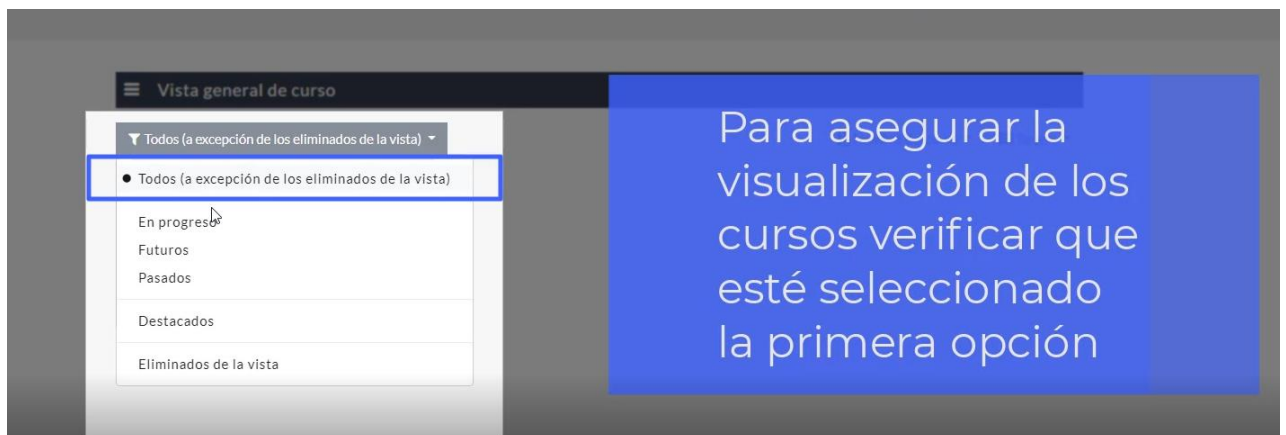 Vista general de curso
Todos (a excepción de los eliminados de la vista)
Todos (a excepción de los eliminados de la vista)
En progreso
Futuros
Pasados
Destacados
Eliminados de la vista
Para asegurar la
visualización de los
cursos verificar que
esté seleccionado
la primera opción